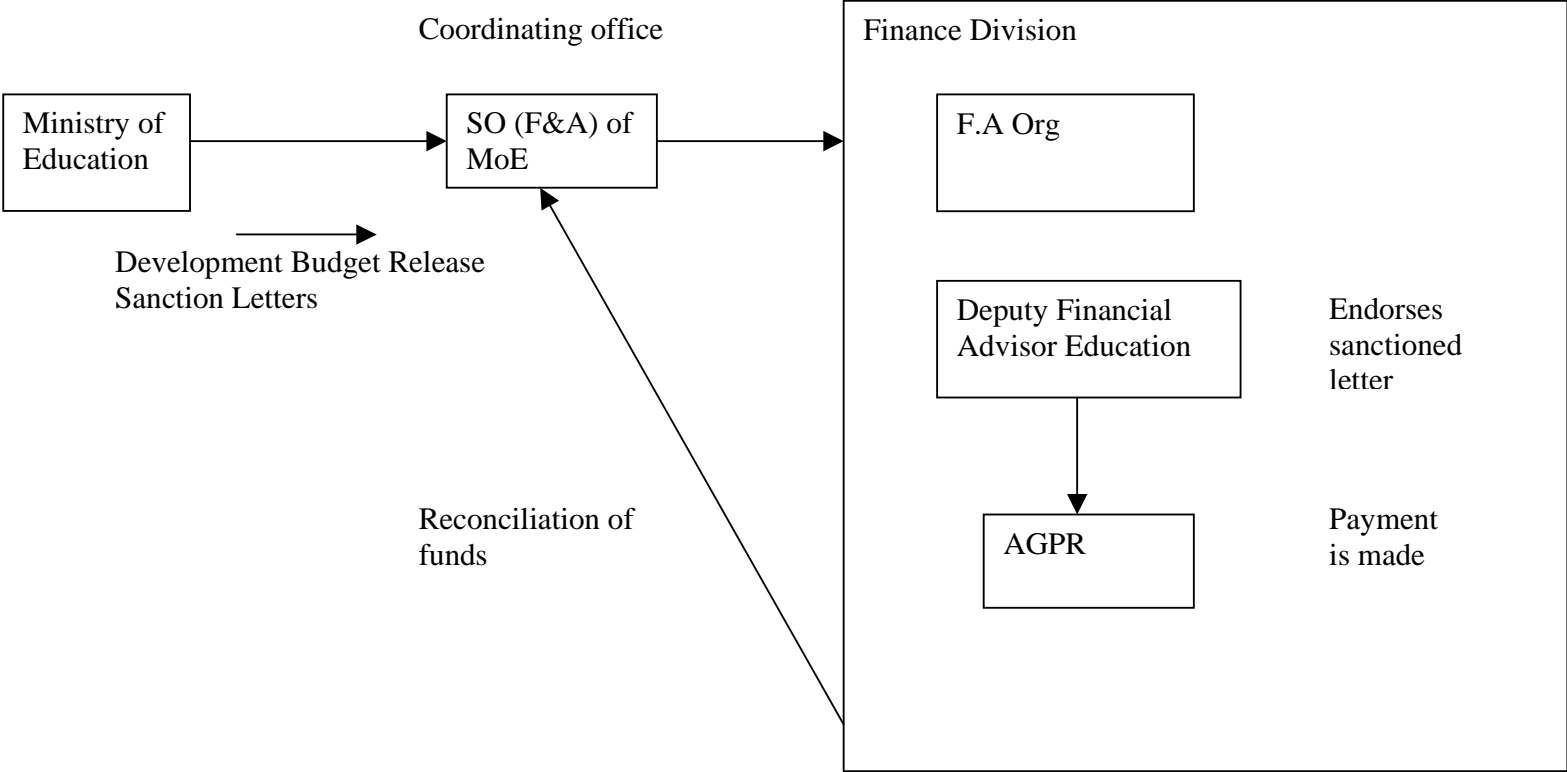 Coordinating office
Finance Division
Ministry of
Education
SO (F&A) of
MoE
F.A Org
Development Budget Release
Sanction Letters
Deputy Financial
Advisor Education
Endorses
sanctioned
letter
Reconciliation of
funds
AGPR
Payment
is made